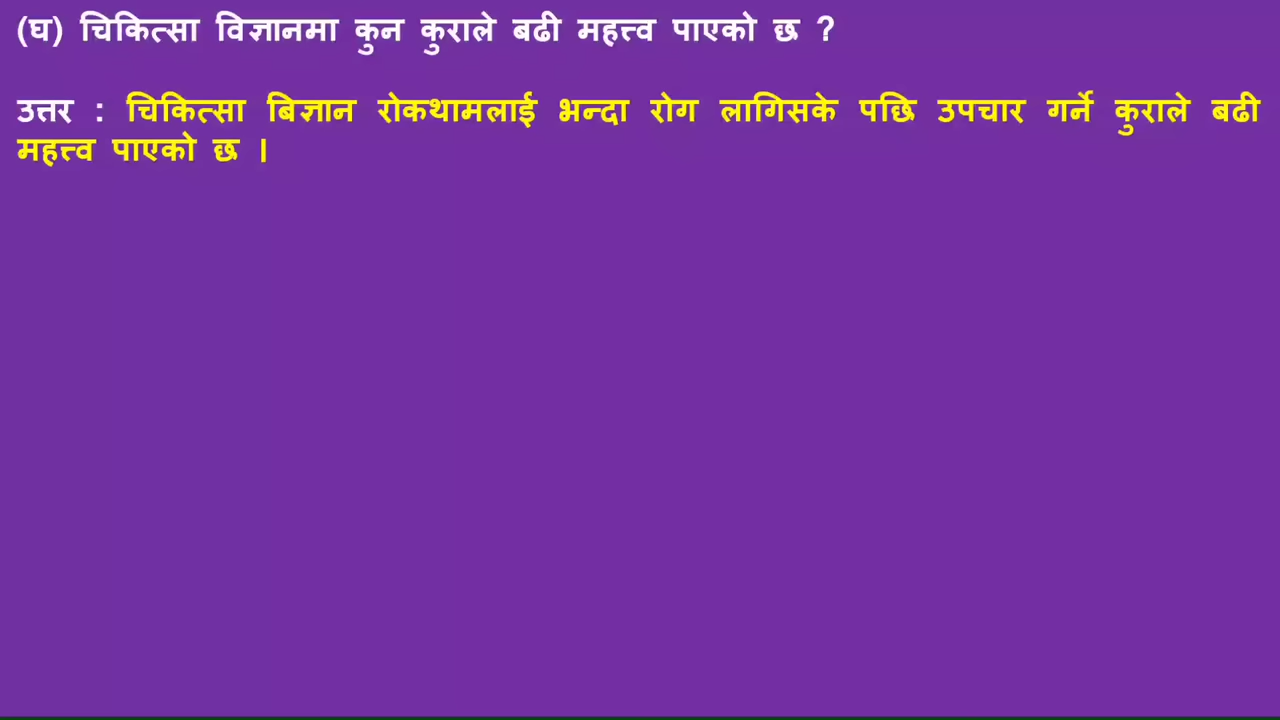 (घ) चिकित्सा विज्ञानमा कुन कुराले बढी महत्त्व पाएको छ ?
उत्तर : चिकित्सा बिज्ञान रोकथामलाई भन्दा रोग लागिसके पछि उपचार गर्ने कुराले बढी
महत्त्व पाएको छ ।